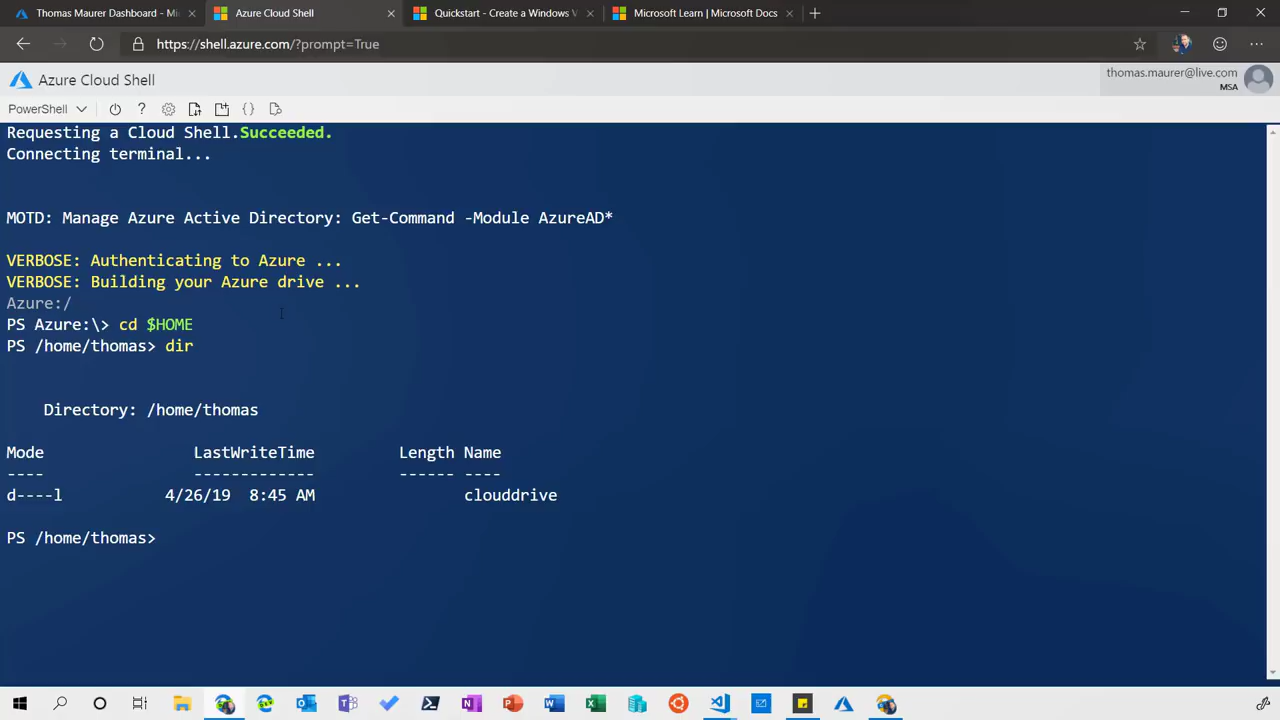 Thomas Maurer Dashboard - Mi
Azure Cloud Shell
Quickstart - Create a Windows V
Microsoft Learn | Microsoft Docs
https://shell.azure.com/?prompt=True
Azure Cloud Shell
thomas.maurer@live.com
MSA
PowerShell
Requesting a Cloud Shell.Succeeded.
Connecting terminal...
MOTD: Manage Azure Active Directory: Get-Command -Module AzureAD*
VERBOSE: Authenticating to Azure ...
VERBOSE: Building your Azure drive ...
Azure:/
PS Azure:\> cd $HOME
PS /home/thomas> dir
Directory: /home/thomas
Mode LastWriteTime Length Name
---- ------------- ------ ----
d----l 4/26/19 8:45 AM clouddrive
PS /home/thomas>